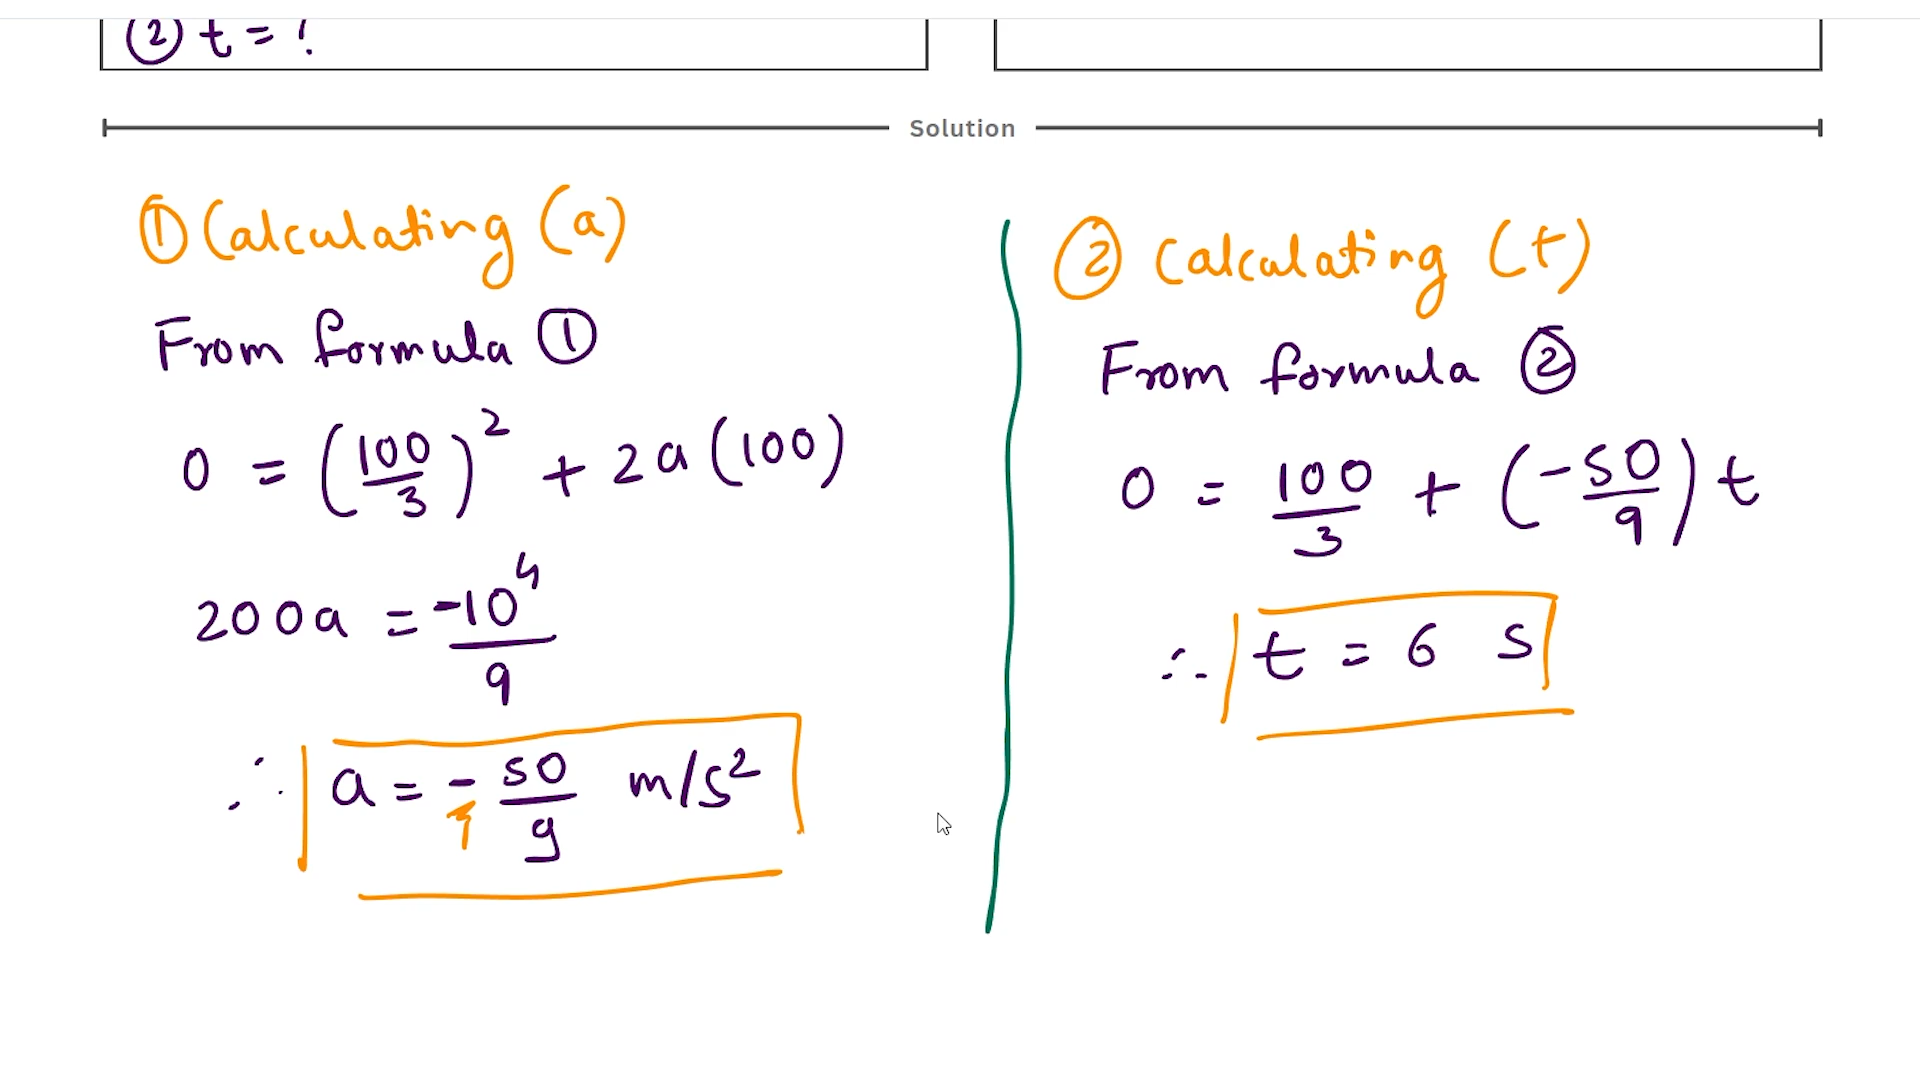 ② t = ?
Solution
① Calculating (a)
From formula ①
0 = (100/3)² + 2a(100)
200a = -10⁴/9
∴ a = -50/9 m/s²
② Calculating (t)
From formula ②
0 = 100/3 + (-50/9)t
∴ t = 6 s